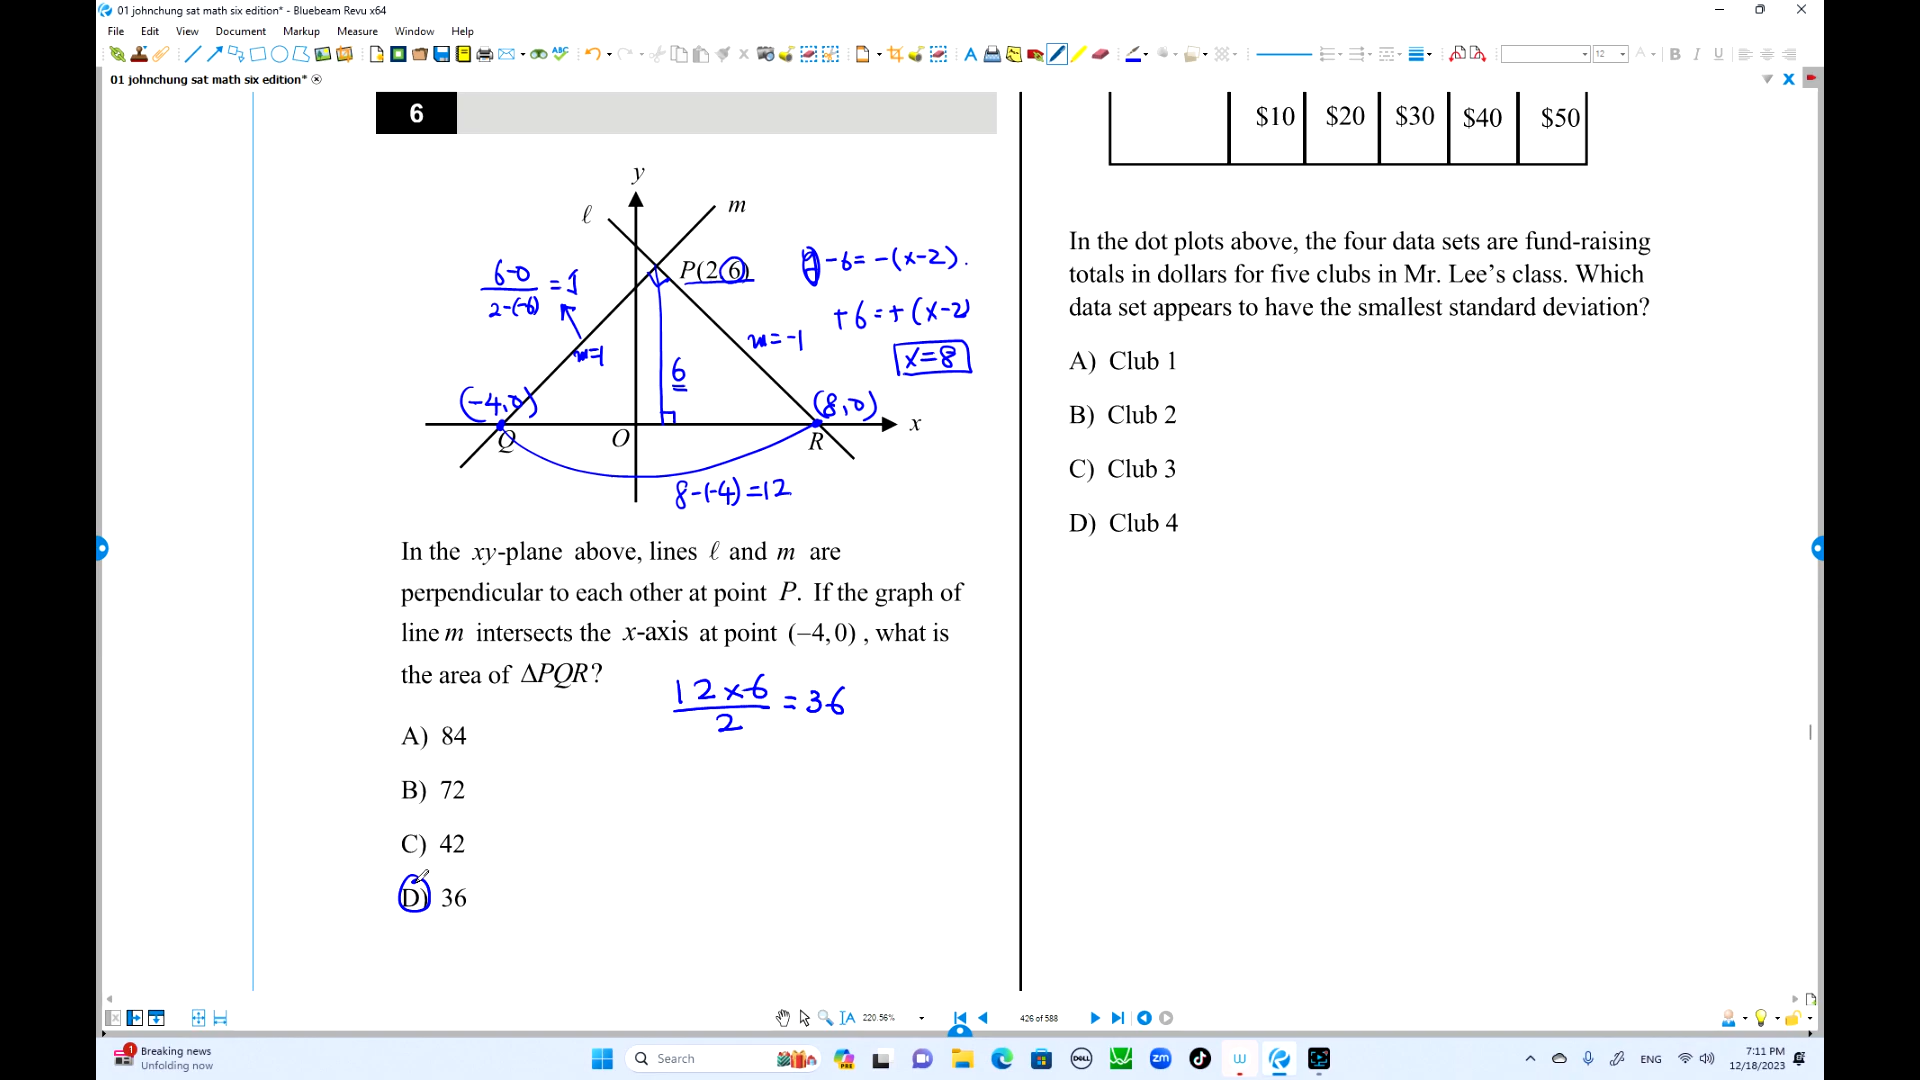 01 johnchung sat math six edition* - Bluebeam Revu x64
File Edit View Document Markup Measure Window Help
12
01 johnchung sat math six edition*
6
y
ℓ
m
P(2,6)
6-0
2-(-6)
= 1
m=1
m=-1
y-6=-(x-2).
+6=+(x-2)
x=8
6
(-4,0)
(8,0)
Q
O
R
x
8-(-4)=12
In the xy-plane above, lines ℓ and m are
perpendicular to each other at point P. If the graph of
line m intersects the x-axis at point (–4, 0) , what is
the area of ΔPQR?
12x6
2
= 36
A) 84
B) 72
C) 42
D) 36
$10 $20 $30 $40 $50
In the dot plots above, the four data sets are fund-raising
totals in dollars for five clubs in Mr. Lee’s class. Which
data set appears to have the smallest standard deviation?
A) Club 1
B) Club 2
C) Club 3
D) Club 4
220.56%
426 of 588
1
Breaking news
Unfolding now
Search
PRE
DELL
zm
W
ENG
7:11 PM
12/18/2023